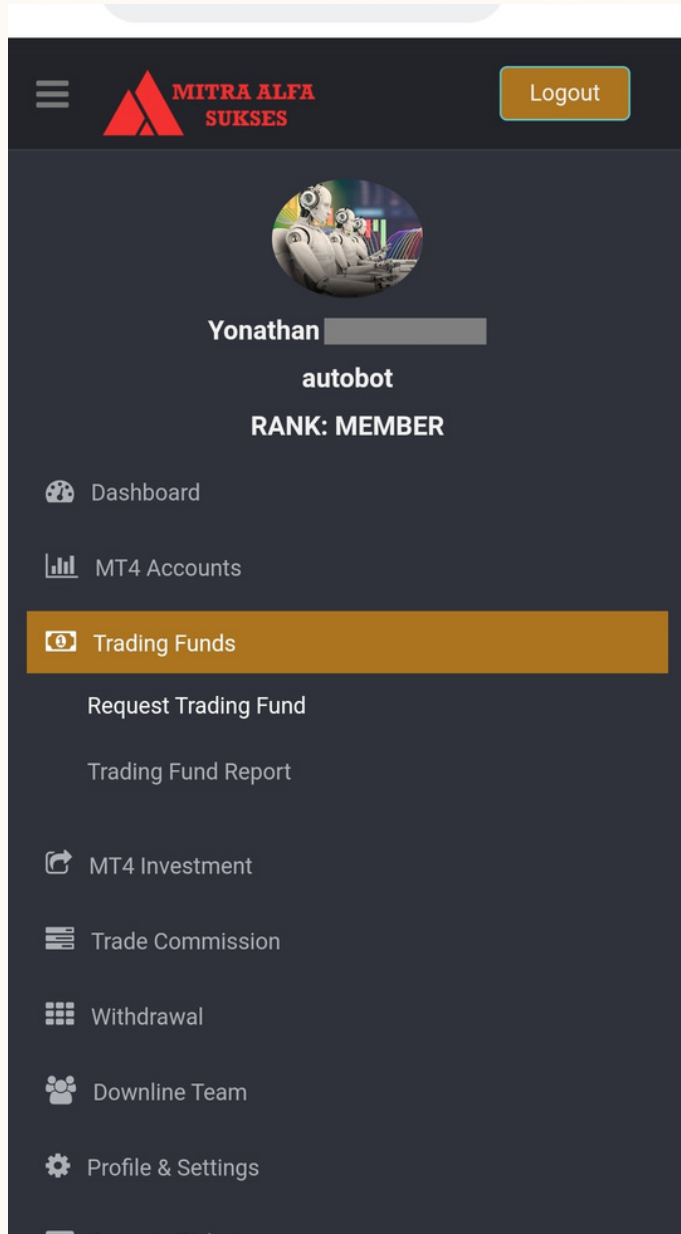 MITRA ALFA
SUKSES
Logout
Yonathan
autobot
RANK: MEMBER
Dashboard
MT4 Accounts
Trading Funds
Request Trading Fund
Trading Fund Report
MT4 Investment
Trade Commission
Withdrawal
Downline Team
Profile & Settings